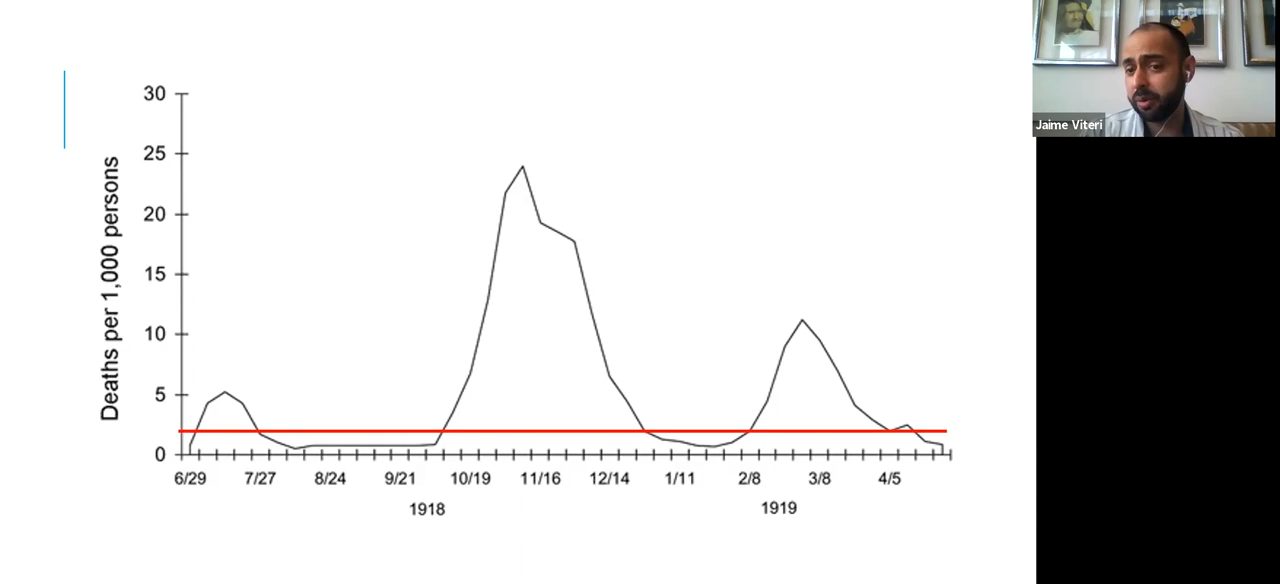 Deaths per 1,000 persons
30
25
20
15
10
5
0
6/29 7/27 8/24 9/21 10/19 11/16 12/14 1/11 2/8 3/8 4/5
1918 1919
Jaime Viteri